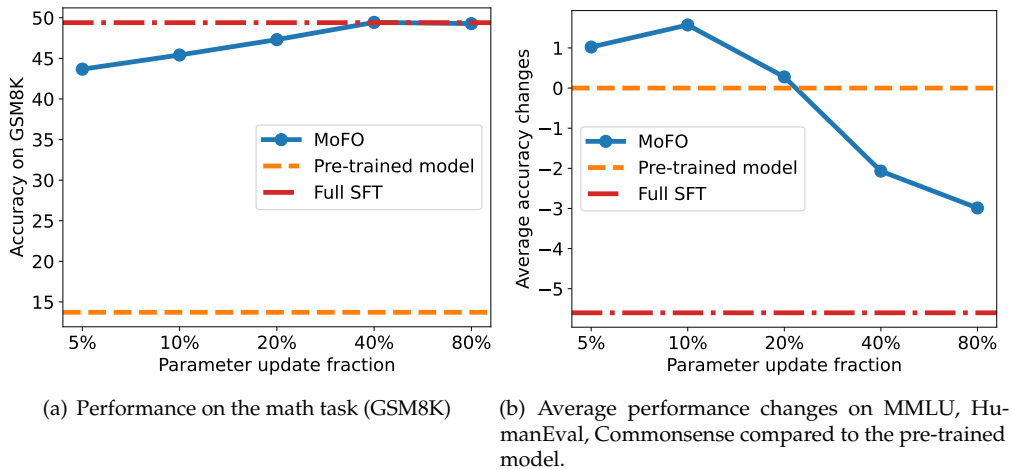 50
45
40
35
30
25
20
15
Accuracy on GSM8K
MoFO
Pre-trained model
Full SFT
5%
10%
20%
40%
80%
Parameter update fraction
(a) Performance on the math task (GSM8K)
1
0
−1
−2
−3
−4
−5
Average accuracy changes
MoFO
Pre-trained model
Full SFT
5%
10%
20%
40%
80%
Parameter update fraction
(b) Average performance changes on MMLU, Hu-
manEval, Commonsense compared to the pre-trained
model.